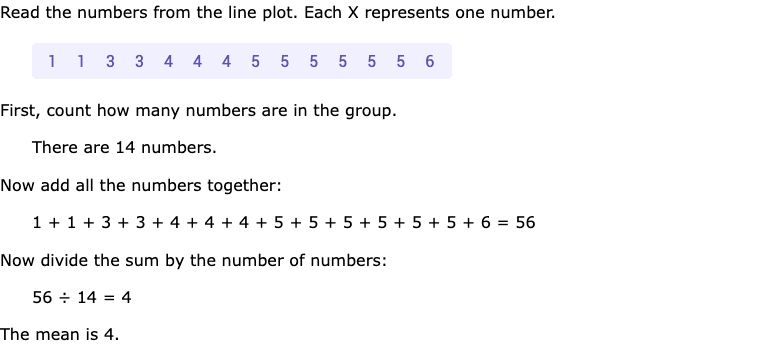 Read the numbers from the line plot. Each X represents one number.
1 1 3 3 4 4 4 5 5 5 5 5 5 6
First, count how many numbers are in the group.
There are 14 numbers.
Now add all the numbers together:
1 + 1 + 3 + 3 + 4 + 4 + 4 + 5 + 5 + 5 + 5 + 5 + 5 + 6 = 56
Now divide the sum by the number of numbers:
56 ÷ 14 = 4
The mean is 4.